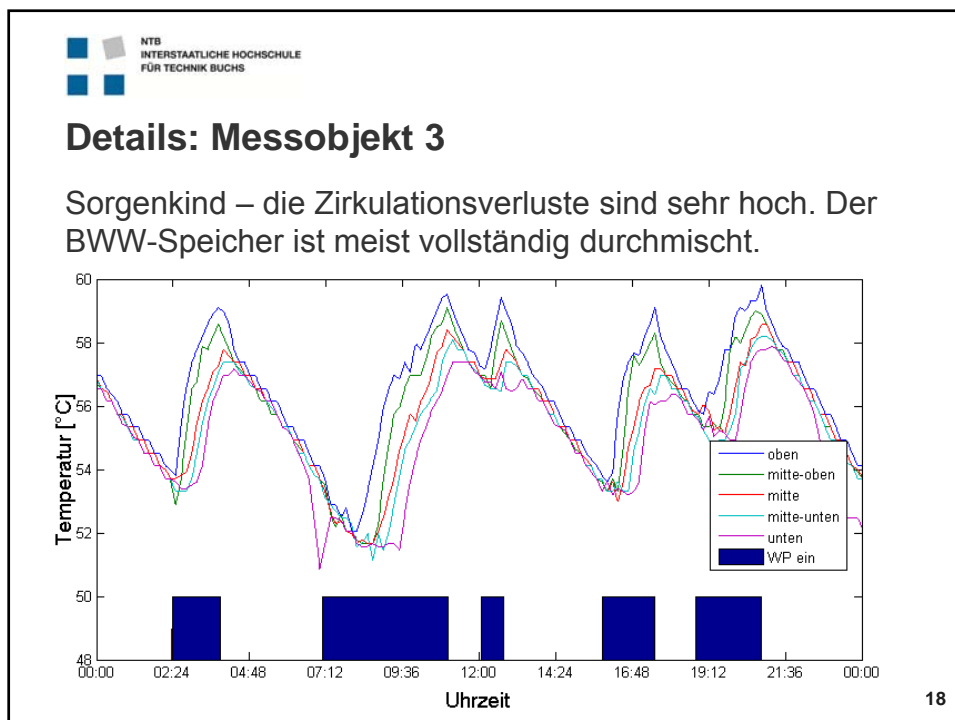 NTB
INTERSTAATLICHE HOCHSCHULE
FÜR TECHNIK BUCHS
Details: Messobjekt 3
Sorgenkind – die Zirkulationsverluste sind sehr hoch. Der
BWW-Speicher ist meist vollständig durchmischt.
60
58
56
54
52
50
48
Temperatur [°C]
oben
mitte-oben
mitte
mitte-unten
unten
WP ein
00:00 02:24 04:48 07:12 09:36 12:00 14:24 16:48 19:12 21:36 00:00
Uhrzeit
18